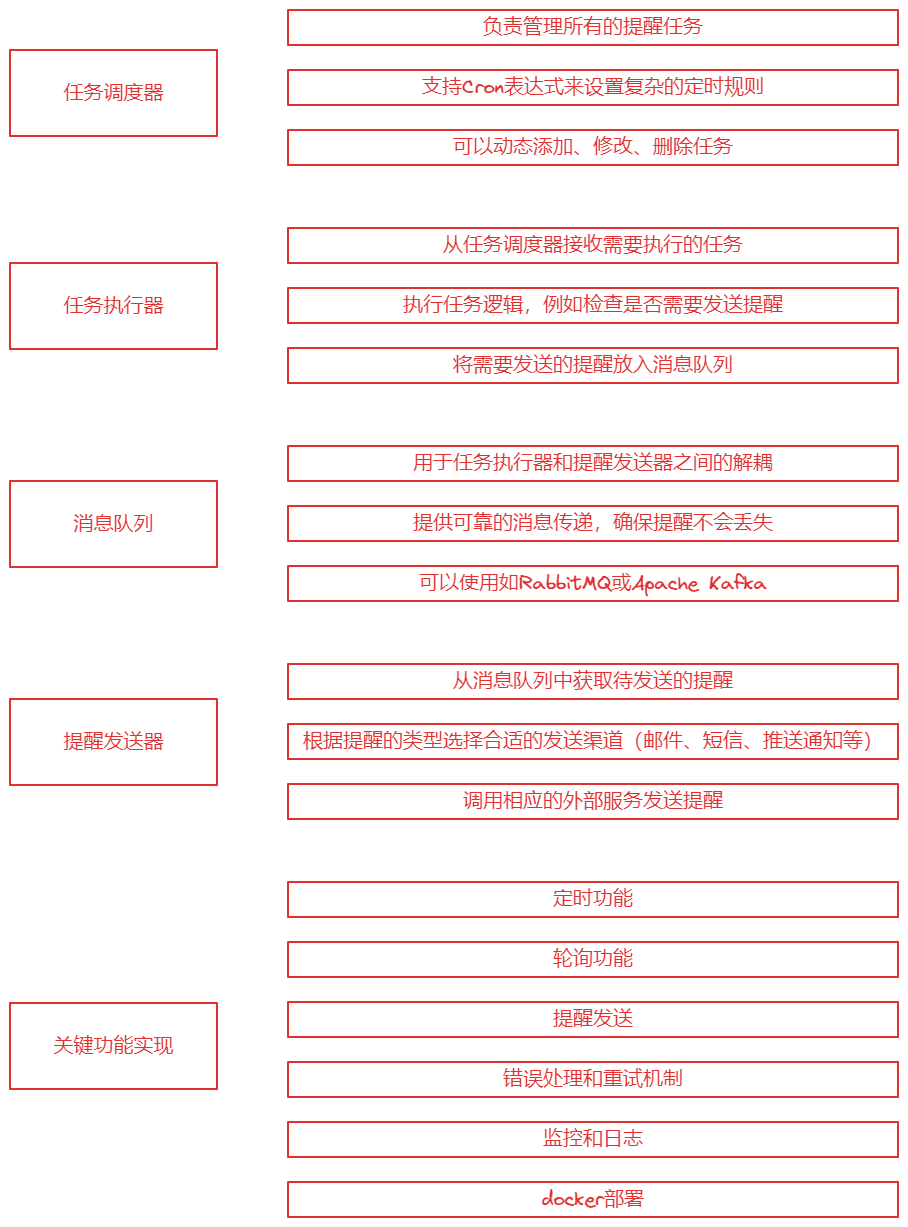 任务调度器
负责管理所有的提醒任务
支持Cron表达式来设置复杂的定时规则
可以动态添加、修改、删除任务
任务执行器
从任务调度器接收需要执行的任务
执行任务逻辑，例如检查是否需要发送提醒
将需要发送的提醒放入消息队列
消息队列
用于任务执行器和提醒发送器之间的解耦
提供可靠的消息传递，确保提醒不会丢失
可以使用如RabbitMQ或Apache Kafka
提醒发送器
从消息队列中获取待发送的提醒
根据提醒的类型选择合适的发送渠道（邮件、短信、推送通知等）
调用相应的外部服务发送提醒
关键功能实现
定时功能
轮询功能
提醒发送
错误处理和重试机制
监控和日志
docker部署